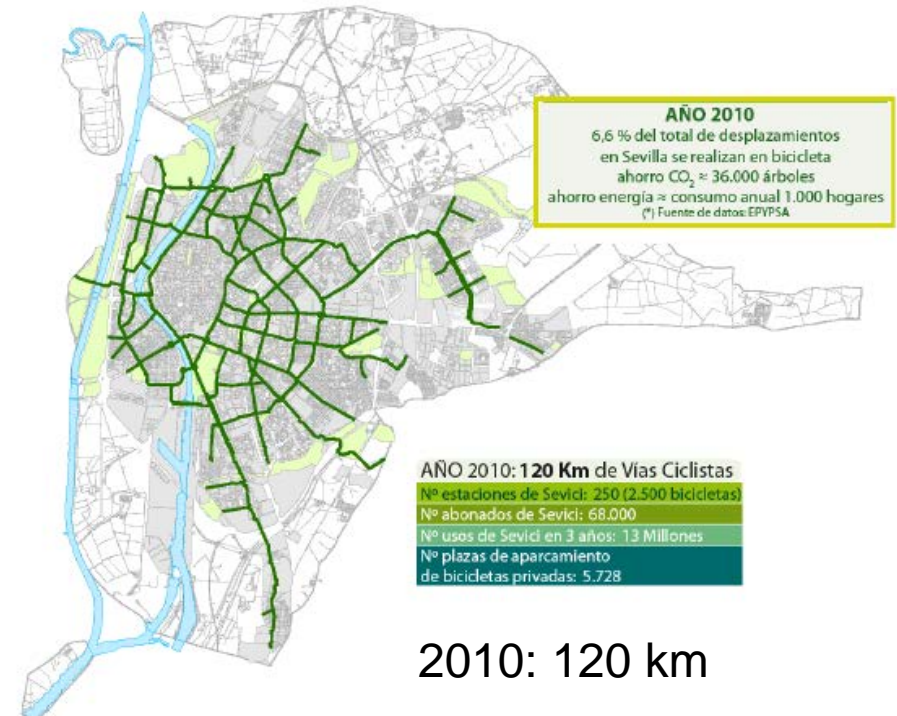 AÑO 2010
6,6 % del total de desplazamientos
en Sevilla se realizan en bicicleta
ahorro CO₂ ≈ 36.000 árboles
ahorro energía ≈ consumo anual 1.000 hogares
(*) Fuente de datos: EPYPSA
AÑO 2010: 120 Km de Vías Ciclistas
Nº estaciones de Sevici: 250 (2.500 bicicletas)
Nº abonados de Sevici: 68.000
Nº usos de Sevici en 3 años: 13 Millones
Nº plazas de aparcamiento
de bicicletas privadas: 5.728
2010: 120 km